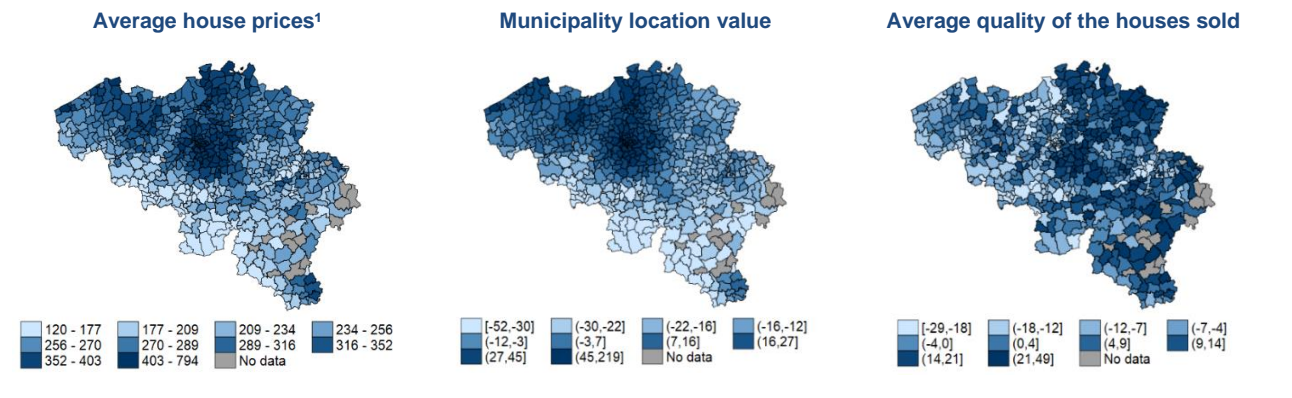 Average house prices¹
Municipality location value
Average quality of the houses sold
120 - 177 177 - 209 209 - 234 234 - 256
256 - 270 270 - 289 289 - 316 316 - 352
352 - 403 403 - 794 No data
[-52,-30] (-30,-22] (-22,-16] (-16,-12]
(-12,-3] (-3,7] (7,16] (16,27]
(27,45] (45,219] No data
[-29,-18] (-18,-12] (-12,-7] (-7,-4]
(-4,0] (0,4] (4,9] (9,14]
(14,21] (21,49] No data